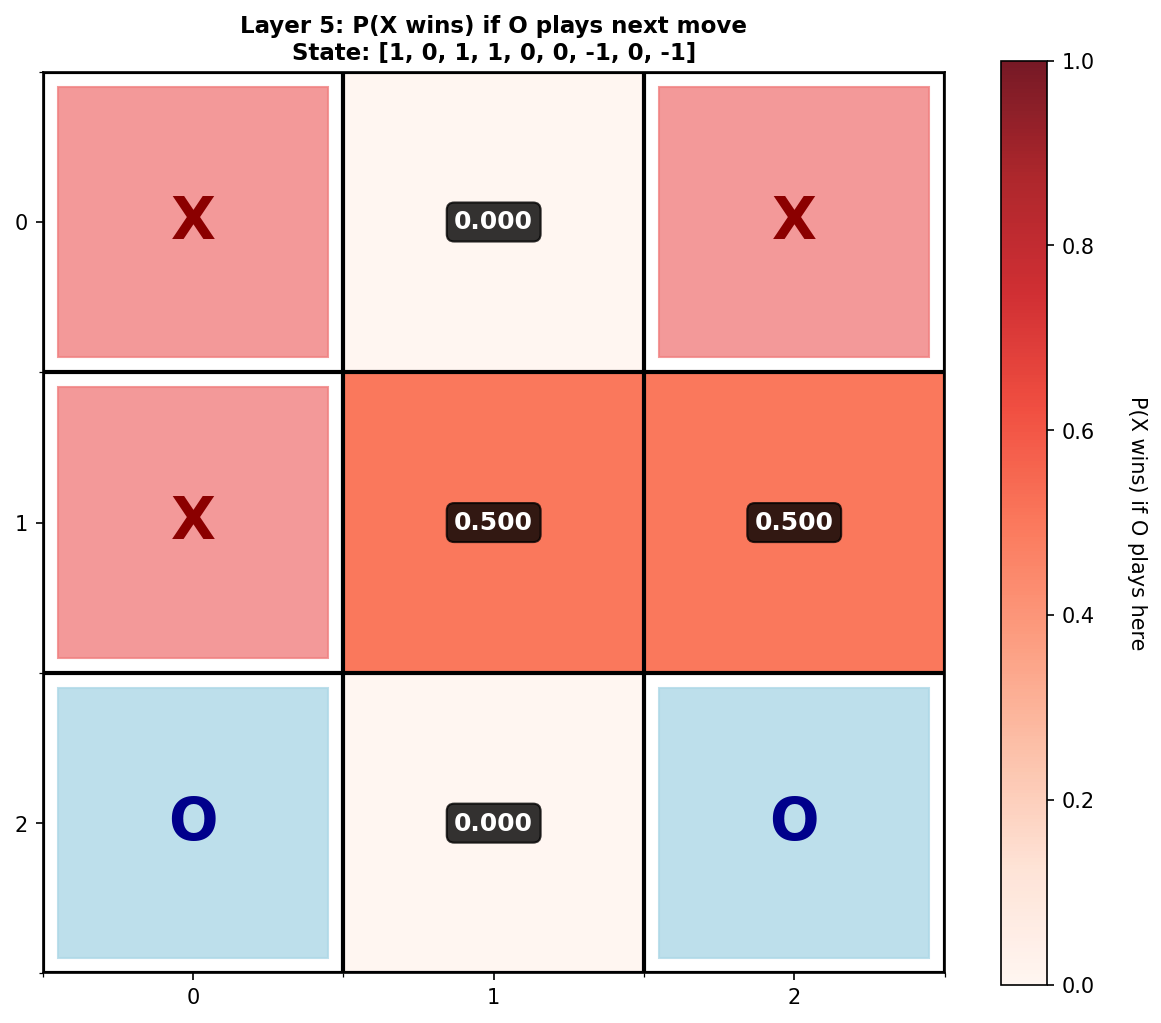 Layer 5: P(X wins) if O plays next move
State: [1, 0, 1, 1, 0, 0, -1, 0, -1]
X
0.000
X
X
0.500
0.500
O
0.000
O
0
1
2
0
1
2
1.0
0.8
0.6
0.4
0.2
0.0
P(X wins) if O plays here